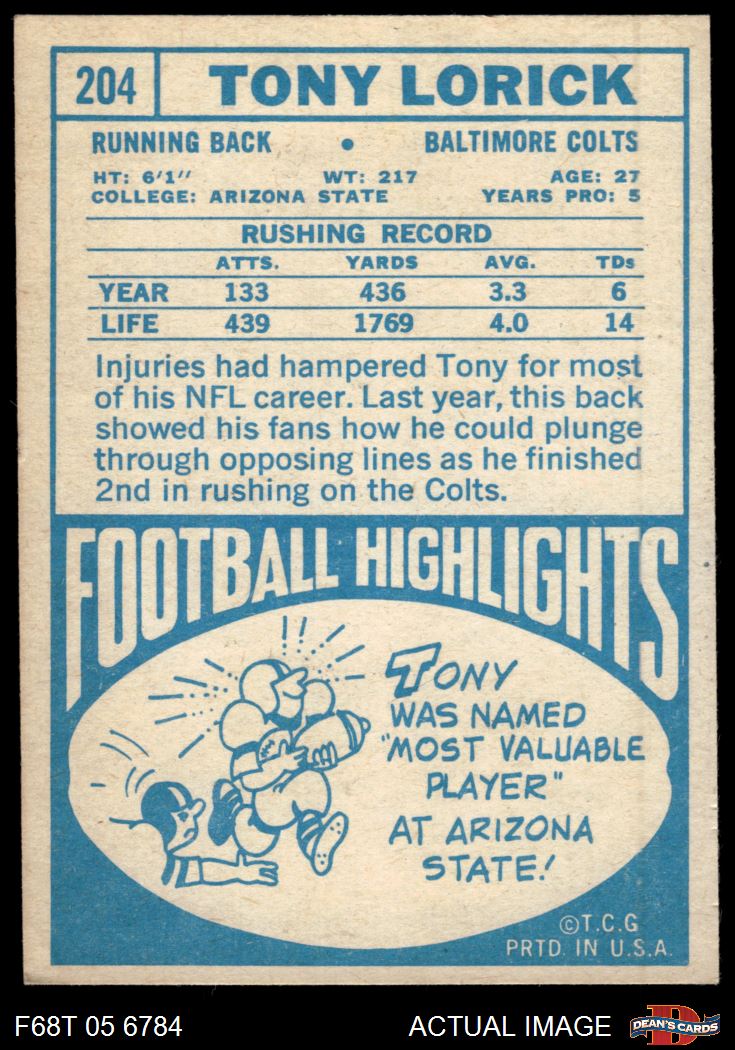 204 TONY LORICK
RUNNING BACK • BALTIMORE COLTS
HT: 6'1" WT: 217 AGE: 27
COLLEGE: ARIZONA STATE YEARS PRO: 5
RUSHING RECORD
ATTS. YARDS AVG. TDs
YEAR 133 436 3.3 6
LIFE 439 1769 4.0 14
Injuries had hampered Tony for most
of his NFL career. Last year, this back
showed his fans how he could plunge
through opposing lines as he finished
2nd in rushing on the Colts.
FOOTBALL HIGHLIGHTS
TONY
WAS NAMED
"MOST VALUABLE
PLAYER"
AT ARIZONA
STATE!
©T.C.G
PRTD. IN U.S.A.
F68T 05 6784 ACTUAL IMAGE D DEAN'S CARDS